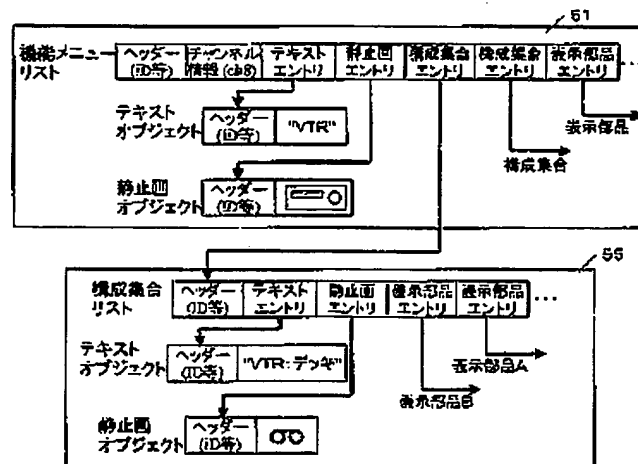 51
機能メニュー
リスト
ヘッダー
(ID等)
チャンネル
情報(ch8)
テキスト
エントリ
静止画
エントリ
構成集合
エントリ
構成集合
エントリ
表示部品
エントリ
…
テキスト
オブジェクト
ヘッダー
(ID等)
"VTR"
表示部品
構成集合
静止画
オブジェクト
ヘッダー
(ID等)
55
構成集合
リスト
ヘッダー
(ID等)
テキスト
エントリ
静止画
エントリ
表示部品
エントリ
表示部品
エントリ
…
テキスト
オブジェクト
ヘッダー
(ID等)
"VTR:デッキ"
表示部品A
表示部品B
静止画
オブジェクト
ヘッダー
(ID等)